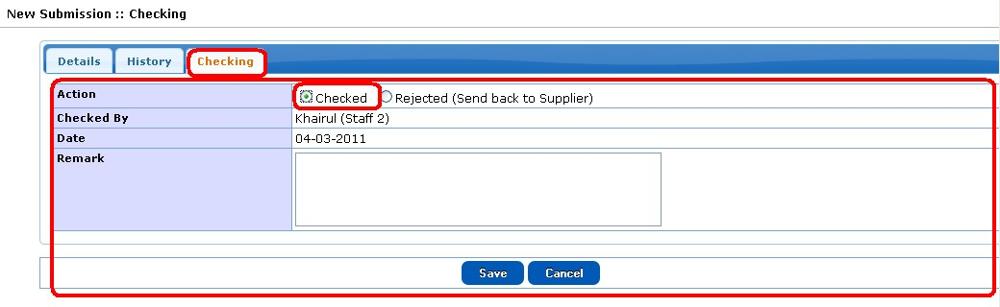 New Submission :: Checking
Details History Checking
Action Checked Rejected (Send back to Supplier)
Checked By Khairul (Staff 2)
Date 04-03-2011
Remark
Save Cancel